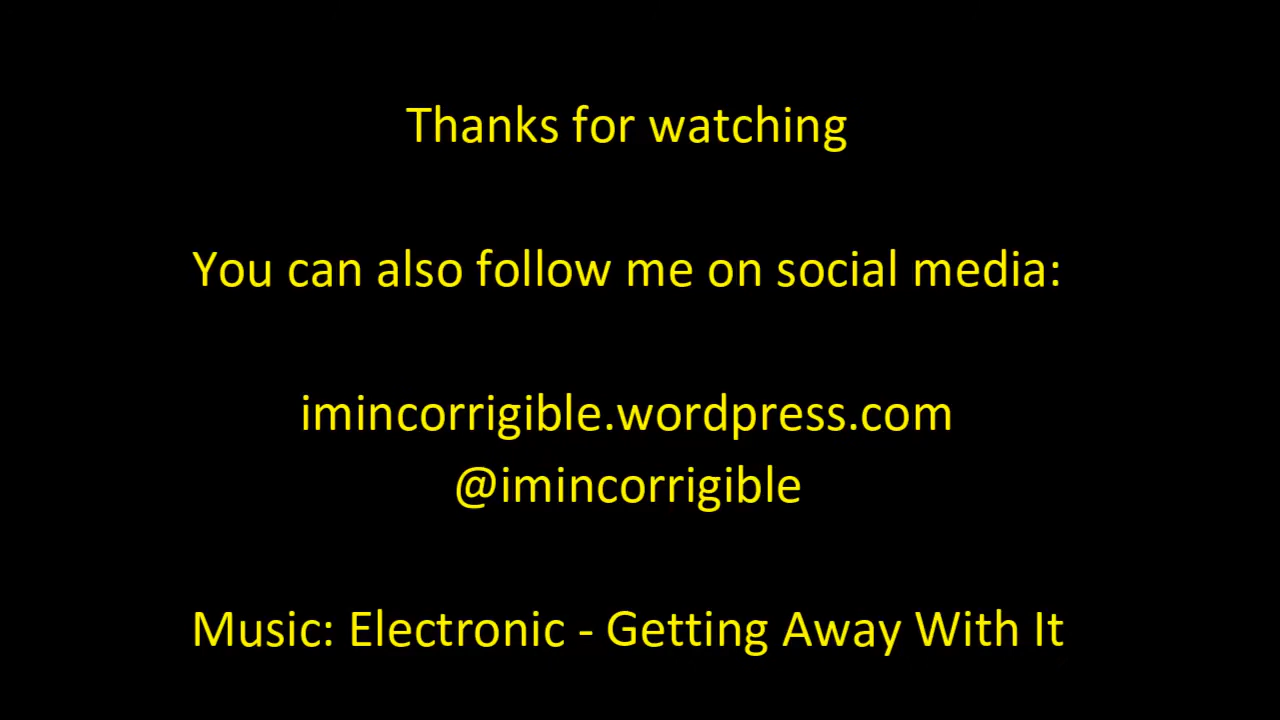 Thanks for watching
You can also follow me on social media:
imincorrigible.wordpress.com
@imincorrigible
Music: Electronic - Getting Away With It